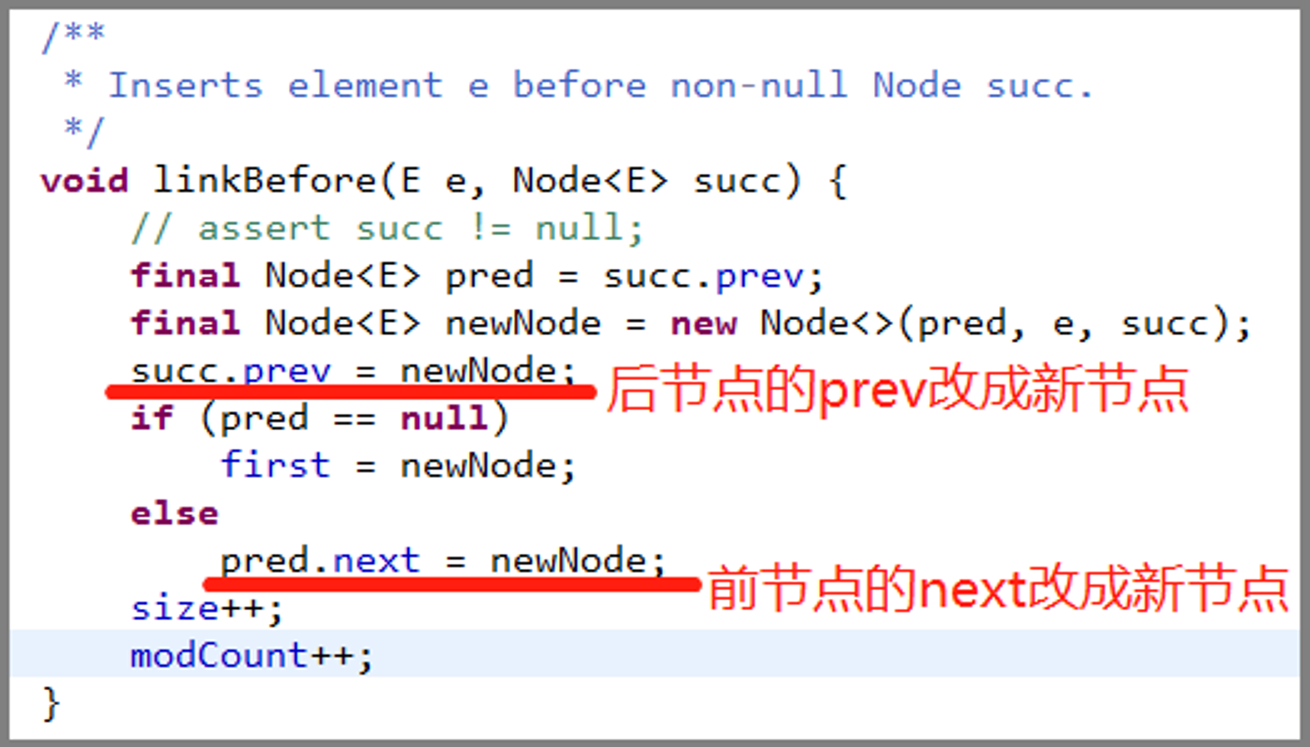 /**
 * Inserts element e before non-null Node succ.
 */
void linkBefore(E e, Node<E> succ) {
    // assert succ != null;
    final Node<E> pred = succ.prev;
    final Node<E> newNode = new Node<>(pred, e, succ);
    succ.prev = newNode; 后节点的prev改成新节点
    if (pred == null)
        first = newNode;
    else
        pred.next = newNode; 前节点的next改成新节点
    size++;
    modCount++;
}